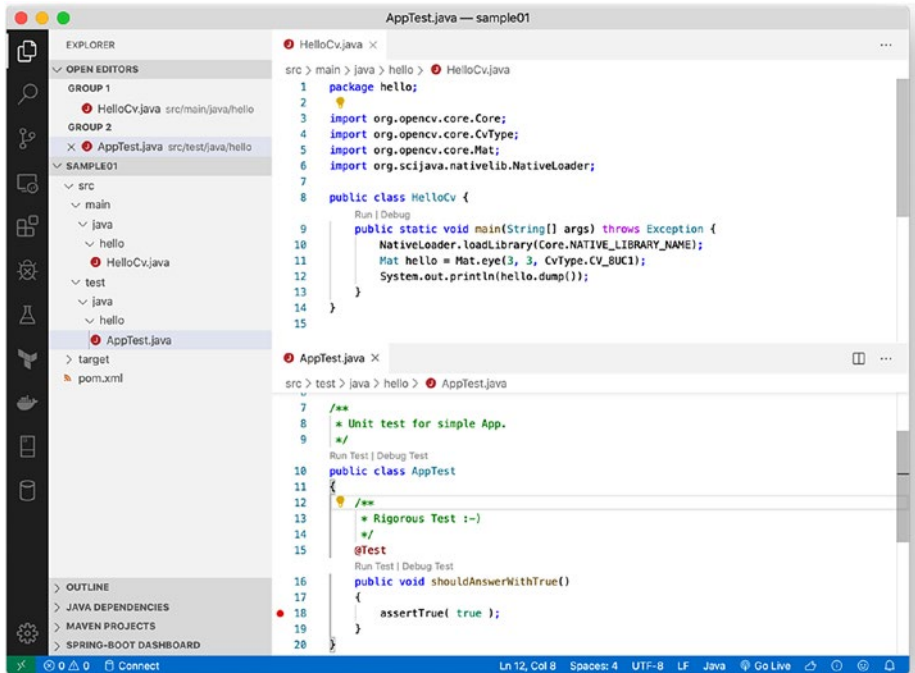 AppTest.java — sample01
EXPLORER
OPEN EDITORS
GROUP 1
HelloCv.java src/main/java/hello
GROUP 2
AppTest.java src/test/java/hello
SAMPLE01
src
main
java
hello
HelloCv.java
test
java
hello
AppTest.java
target
pom.xml
OUTLINE
JAVA DEPENDENCIES
MAVEN PROJECTS
SPRING-BOOT DASHBOARD
HelloCv.java
src > main > java > hello > HelloCv.java
1 package hello;
2
3 import org.opencv.core.Core;
4 import org.opencv.core.CvType;
5 import org.opencv.core.Mat;
6 import org.scijava.nativelib.NativeLoader;
7
8 public class HelloCv {
Run | Debug
9 public static void main(String[] args) throws Exception {
10 NativeLoader.loadLibrary(Core.NATIVE_LIBRARY_NAME);
11 Mat hello = Mat.eye(3, 3, CvType.CV_8UC1);
12 System.out.println(hello.dump());
13 }
14 }
15
AppTest.java
src > test > java > hello > AppTest.java
7 /**
8 * Unit test for simple App.
9 */
Run Test | Debug Test
10 public class AppTest
11 {
12 /**
13 * Rigorous Test :-)
14 */
15 @Test
Run Test | Debug Test
16 public void shouldAnswerWithTrue()
17 {
18 assertTrue( true );
19 }
20 }
0 0 Connect Ln 12, Col 8 Spaces: 4 UTF-8 LF Java Go Live